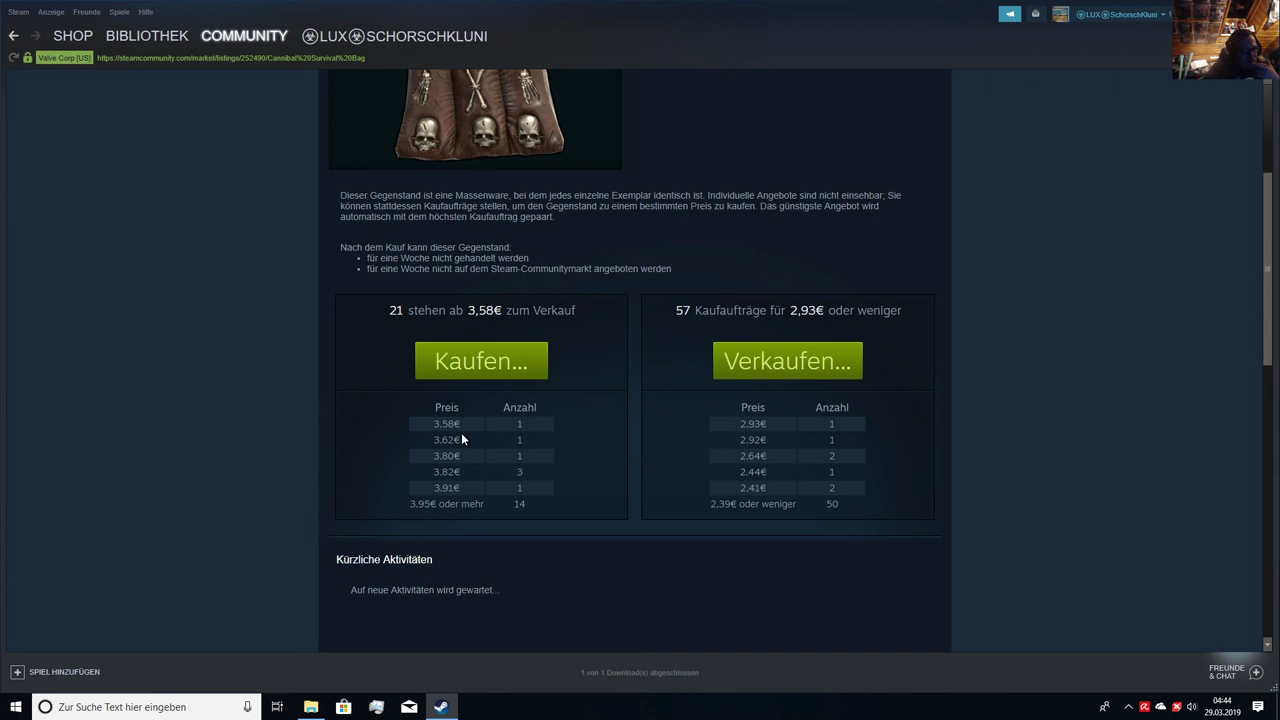 Steam Anzeige Freunde Spiele Hilfe
LUX SchorschKluni
SHOP BIBLIOTHEK COMMUNITY LUX SCHORSCHKLUNI
Valve Corp [US] https://steamcommunity.com/market/listings/252490/Cannibal%20Survival%20Bag
Dieser Gegenstand ist eine Massenware, bei dem jedes einzelne Exemplar identisch ist. Individuelle Angebote sind nicht einsehbar; Sie
können stattdessen Kaufaufträge stellen, um den Gegenstand zu einem bestimmten Preis zu kaufen. Das günstigste Angebot wird
automatisch mit dem höchsten Kaufauftrag gepaart.
Nach dem Kauf kann dieser Gegenstand:
• für eine Woche nicht gehandelt werden
• für eine Woche nicht auf dem Steam-Communitymarkt angeboten werden
21 stehen ab 3,58€ zum Verkauf
Kaufen...
Preis Anzahl
3,58€ 1
3,62€ 1
3,80€ 1
3,82€ 3
3,91€ 1
3,95€ oder mehr 14
57 Kaufaufträge für 2,93€ oder weniger
Verkaufen...
Preis Anzahl
2,93€ 1
2,92€ 1
2,64€ 2
2,44€ 1
2,41€ 2
2,39€ oder weniger 50
Kürzliche Aktivitäten
Auf neue Aktivitäten wird gewartet...
SPIEL HINZUFÜGEN
1 von 1 Download(s) abgeschlossen
FREUNDE
& CHAT
Zur Suche Text hier eingeben
04:44
29.03.2019